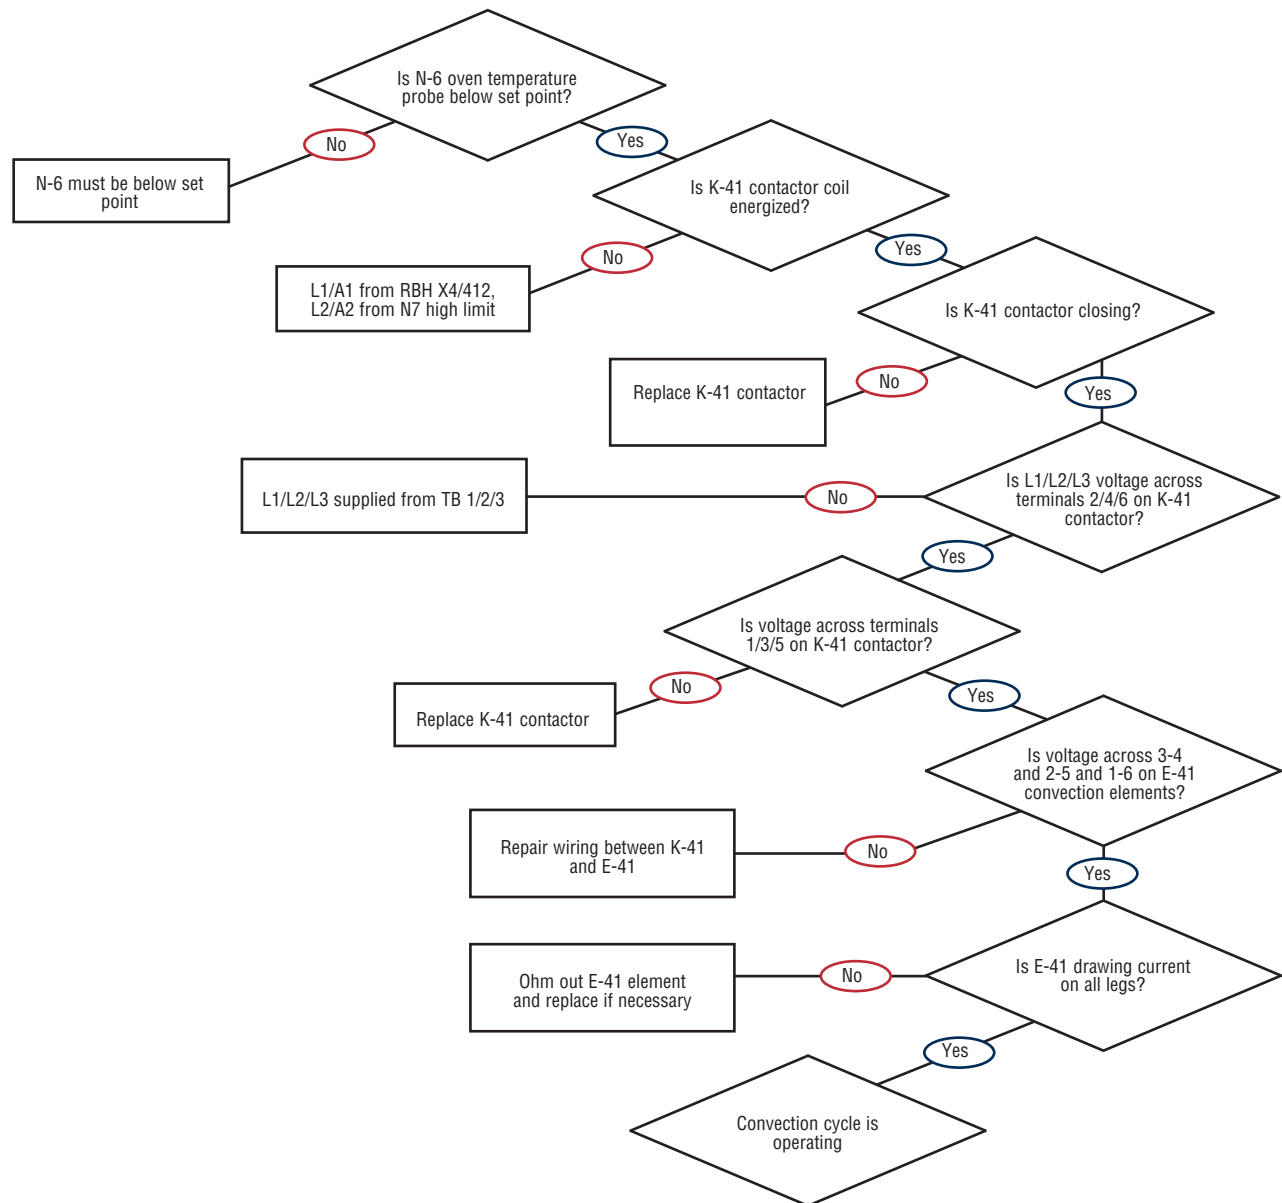 Is N-6 oven temperature
probe below set point?
No
Yes
N-6 must be below set
point
Is K-41 contactor coil
energized?
No
Yes
L1/A1 from RBH X4/412,
L2/A2 from N7 high limit
Is K-41 contactor closing?
No
Yes
Replace K-41 contactor
Is L1/L2/L3 voltage across
terminals 2/4/6 on K-41
contactor?
No
L1/L2/L3 supplied from TB 1/2/3
Yes
Is voltage across terminals
1/3/5 on K-41 contactor?
No
Yes
Replace K-41 contactor
Is voltage across 3-4
and 2-5 and 1-6 on E-41
convection elements?
No
Repair wiring between K-41
and E-41
Yes
Is E-41 drawing current
on all legs?
No
Ohm out E-41 element
and replace if necessary
Yes
Convection cycle is
operating